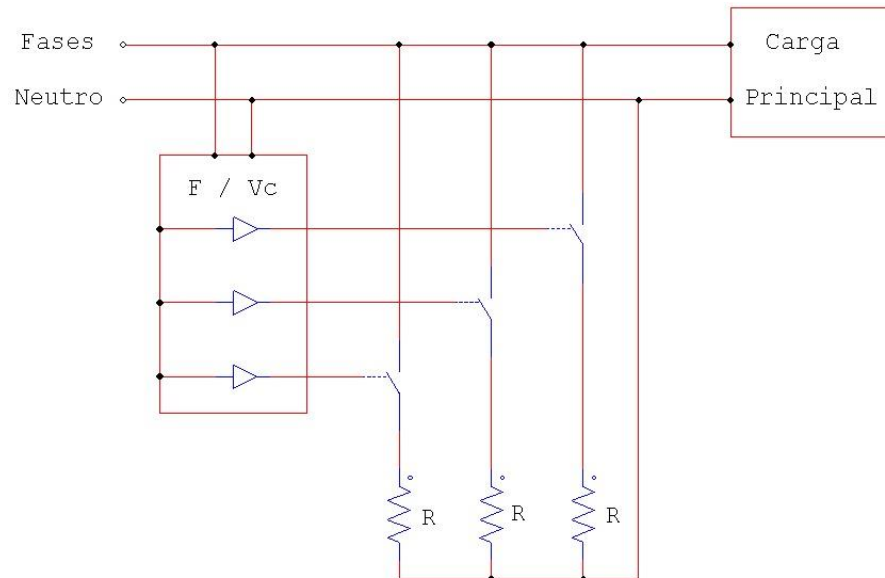 Fases
Carga
Neutro
Principal
F / Vc
R
R
R